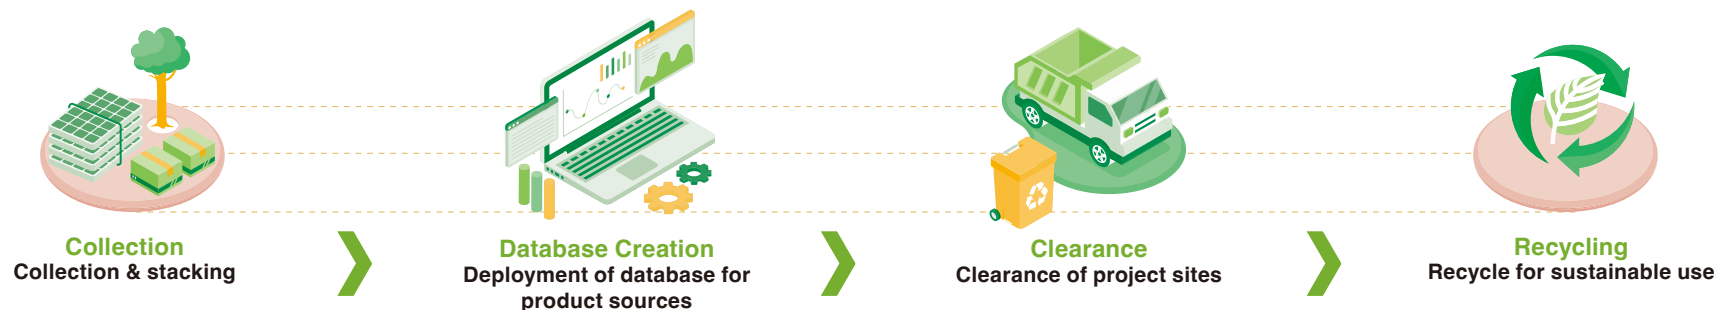 Collection
Collection & stacking
Database Creation
Deployment of database for
product sources
Clearance
Clearance of project sites
Recycling
Recycle for sustainable use